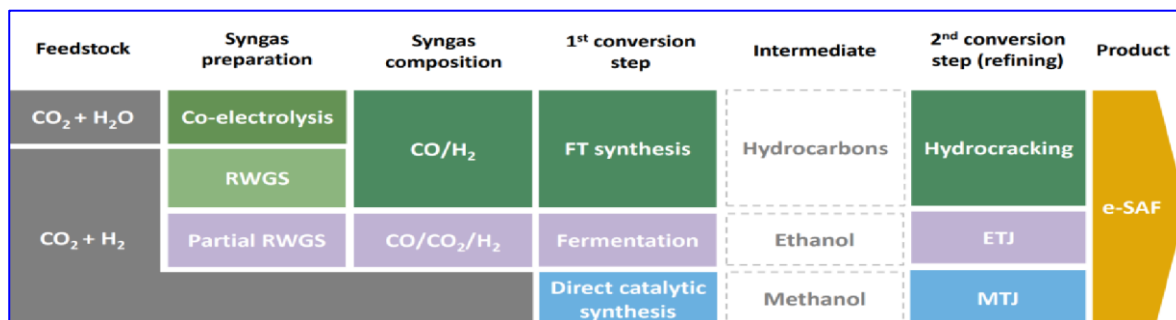 Feedstock
Syngas
preparation
Syngas
composition
1st conversion
step
Intermediate
2nd conversion
step (refining)
Product
CO2 + H2O
Co-electrolysis
CO/H2
FT synthesis
Hydrocarbons
Hydrocracking
e-SAF
RWGS
CO2 + H2
Partial RWGS
CO/CO2/H2
Fermentation
Ethanol
ETJ
Direct catalytic
synthesis
Methanol
MTJ